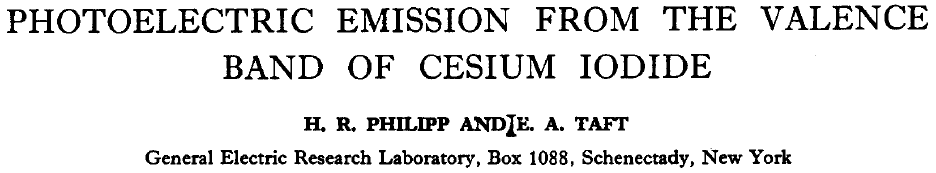 PHOTOELECTRIC EMISSION FROM THE VALENCE
BAND OF CESIUM IODIDE
H. R. PHILIPP AND E. A. TAFT
General Electric Research Laboratory, Box 1088, Schenectady, New York